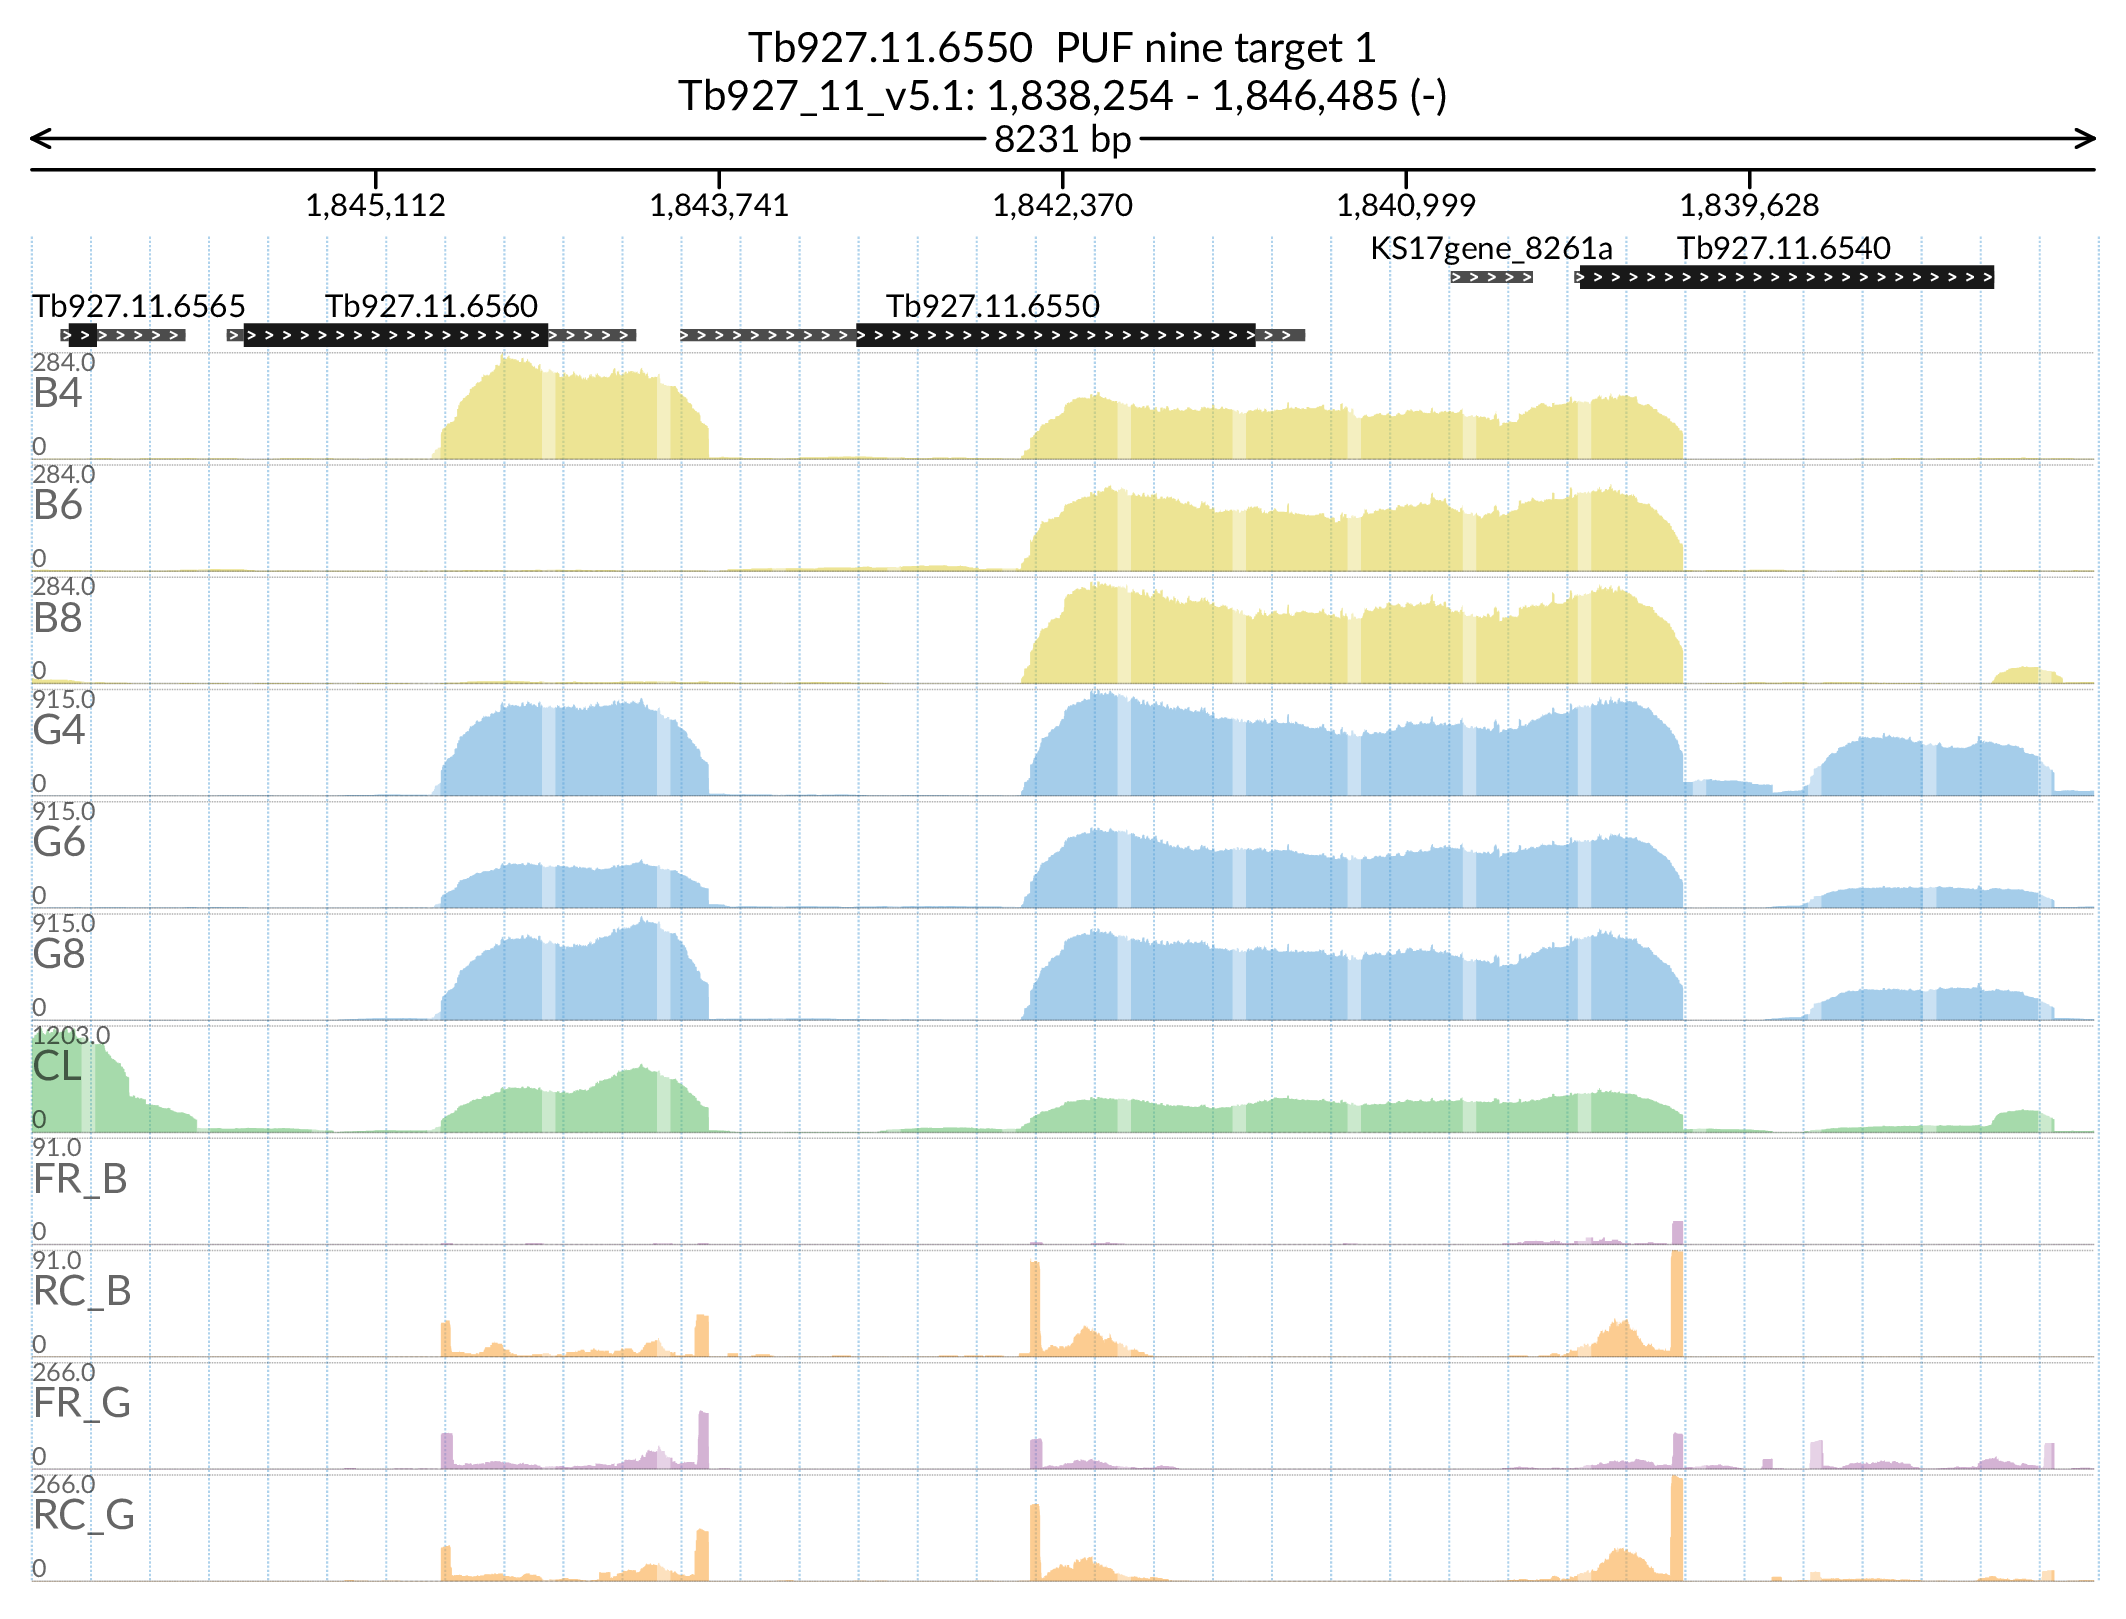 Tb927.11.6550  PUF nine target 1
Tb927_11_v5.1: 1,838,254 - 1,846,485 (-)
8231 bp
1,845,112 1,843,741 1,842,370 1,840,999 1,839,628
KS17gene_8261a Tb927.11.6540
Tb927.11.6565 Tb927.11.6560 Tb927.11.6550
284.0
B4
0
284.0
B6
0
284.0
B8
0
915.0
G4
0
915.0
G6
0
915.0
G8
0
1203.0
CL
0
91.0
FR_B
0
91.0
RC_B
0
266.0
FR_G
0
266.0
RC_G
0